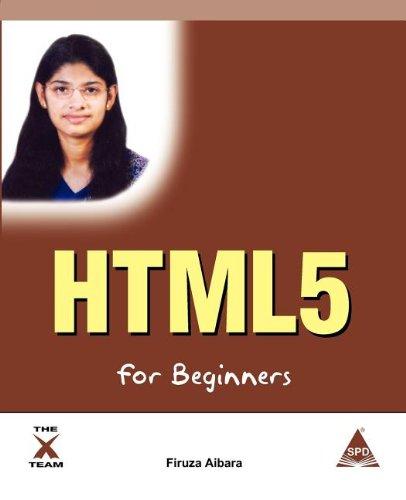 HTML5
for Beginners
THE
X
TEAM
Firuza Aibara
SPD